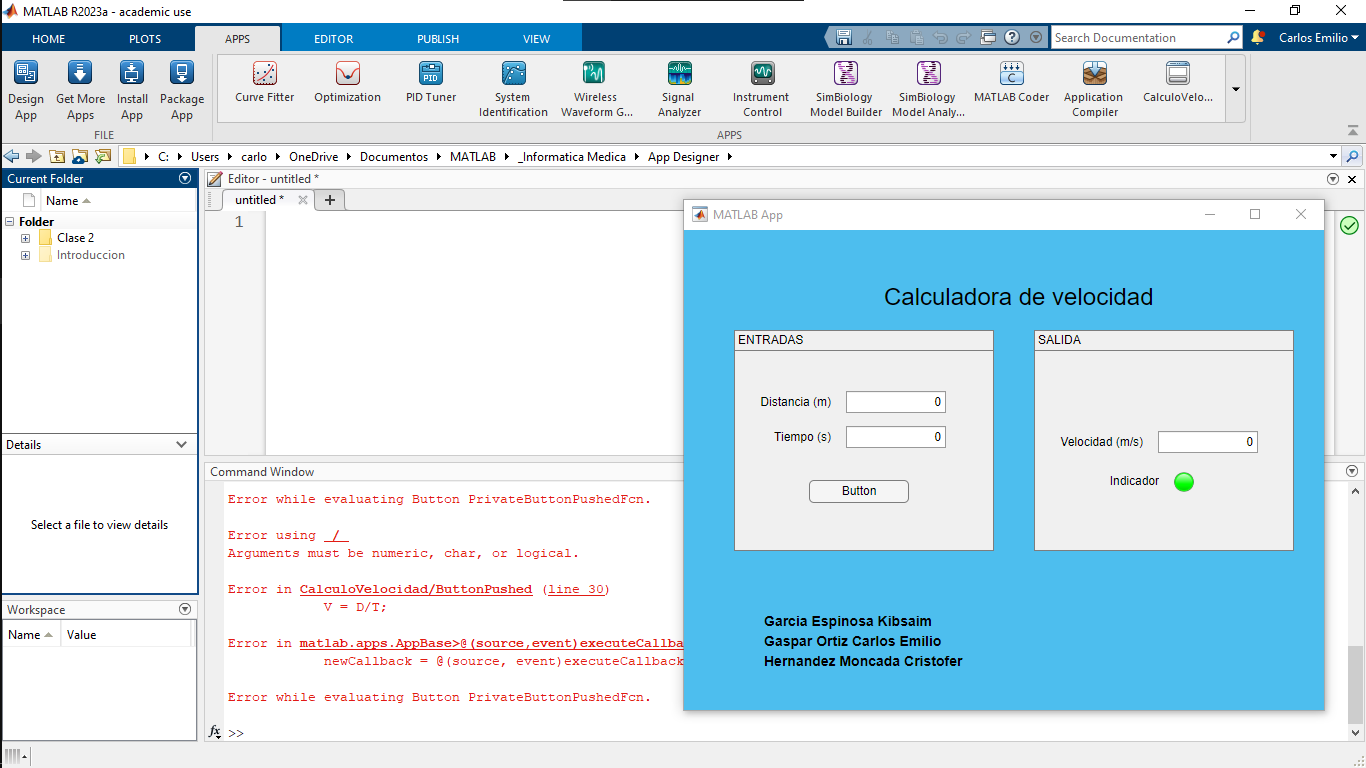 MATLAB R2023a - academic use
HOME PLOTS APPS EDITOR PUBLISH VIEW
Search Documentation
Carlos Emilio
Design App
Get More Apps
Install App
Package App
Curve Fitter
Optimization
PID Tuner
System Identification
Wireless Waveform G...
Signal Analyzer
Instrument Control
SimBiology Model Builder
SimBiology Model Analy...
MATLAB Coder
Application Compiler
CalculoVelo...
FILE
APPS
C: Users carlo OneDrive Documentos MATLAB _Informatica Medica App Designer
Current Folder
Name
Folder
Clase 2
Introduccion
Details
Select a file to view details
Workspace
Name Value
Editor - untitled *
untitled *
1
Command Window
Error while evaluating Button PrivateButtonPushedFcn.
Error using /
Arguments must be numeric, char, or logical.
Error in CalculoVelocidad/ButtonPushed (line 30)
V = D/T;
Error in matlab.apps.AppBase>@(source,event)executeCallba
newCallback = @(source, event)executeCallback
Error while evaluating Button PrivateButtonPushedFcn.
fx >>
MATLAB App
Calculadora de velocidad
ENTRADAS
Distancia (m) 0
Tiempo (s) 0
Button
SALIDA
Velocidad (m/s) 0
Indicador
Garcia Espinosa Kibsaim
Gaspar Ortiz Carlos Emilio
Hernandez Moncada Cristofer